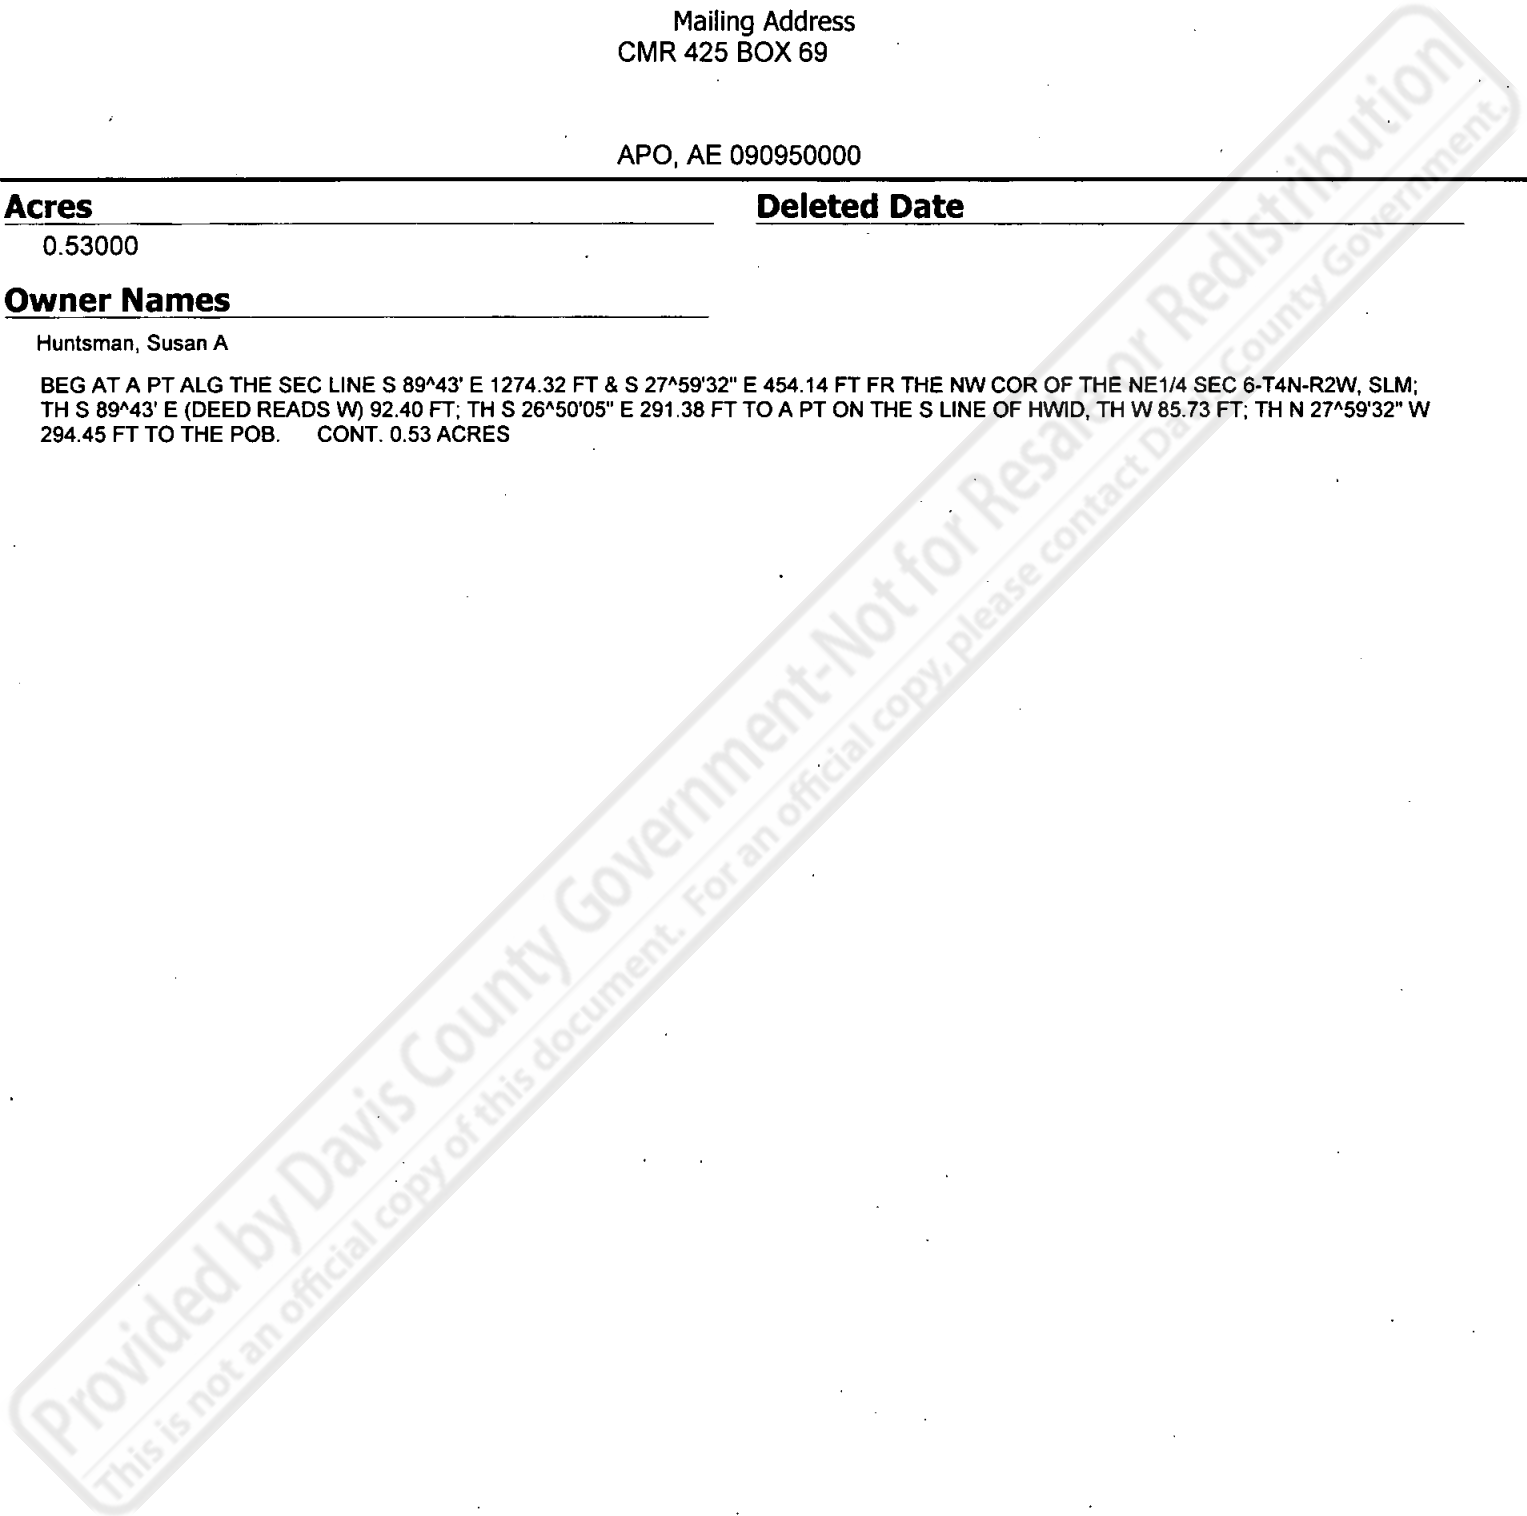 Mailing Address
CMR 425 BOX 69
APO, AE 090950000
Acres
Deleted Date
0.53000
Owner Names
Huntsman, Susan A
BEG AT A PT ALG THE SEC LINE S 89^43' E 1274.32 FT & S 27^59'32" E 454.14 FT FR THE NW COR OF THE NE1/4 SEC 6-T4N-R2W, SLM;
TH S 89^43' E (DEED READS W) 92.40 FT; TH S 26^50'05" E 291.38 FT TO A PT ON THE S LINE OF HWID, TH W 85.73 FT; TH N 27^59'32" W
294.45 FT TO THE POB. CONT. 0.53 ACRES
Provided by Davis County Government-Not for Resale or Redistribution
This is not an official copy of this document. For an official copy, please contact Davis County Government.